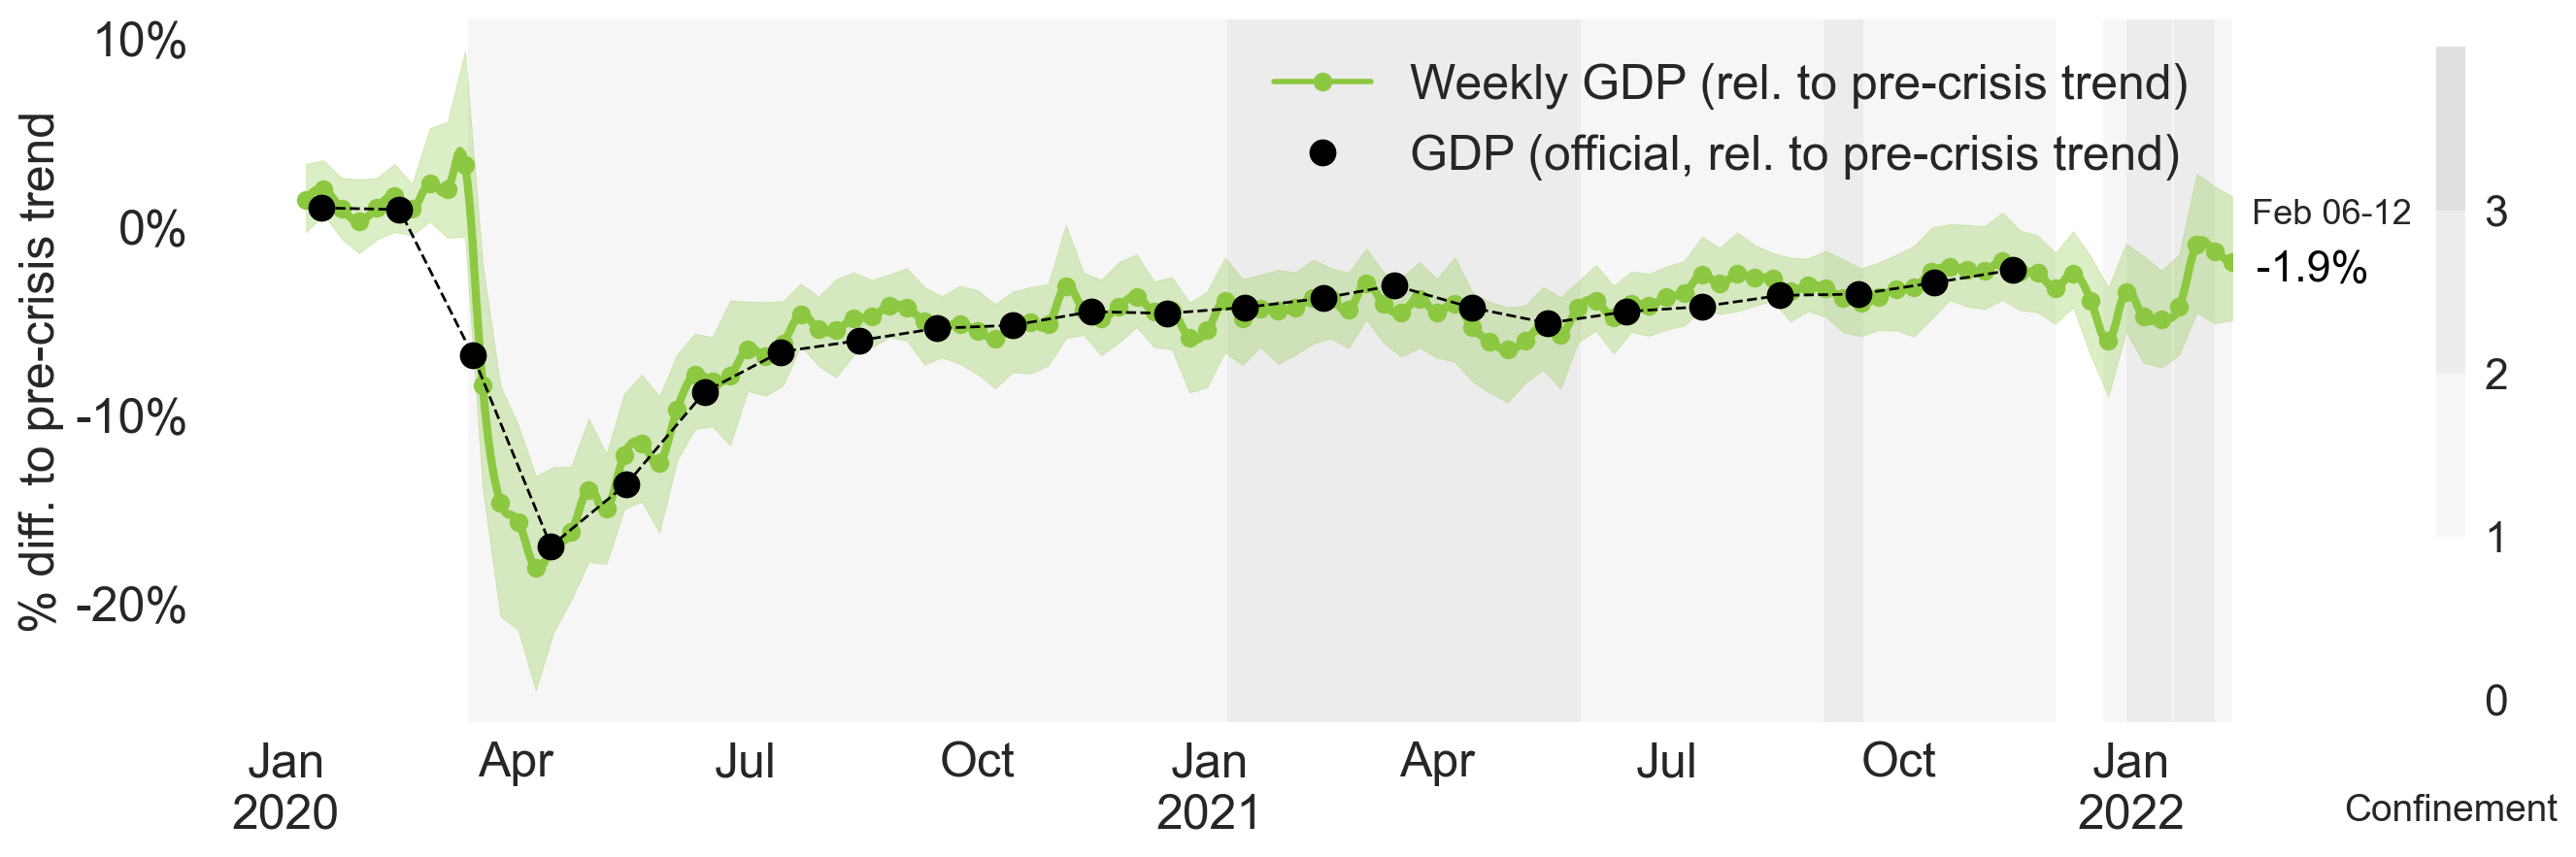 % diff. to pre-crisis trend
10%
0%
-10%
-20%
Weekly GDP (rel. to pre-crisis trend)
GDP (official, rel. to pre-crisis trend)
Feb 06-12
-1.9%
3
2
1
0
Jan Apr Jul Oct Jan Apr Jul Oct Jan
2020 2021 2022
Confinement